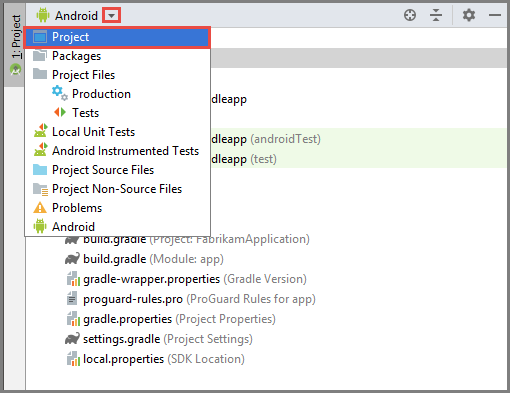 1: Project
Android
Project
Packages
Project Files
Production
Tests
Local Unit Tests
Android Instrumented Tests
Project Source Files
Project Non-Source Files
Problems
Android
dleapp
dleapp (androidTest)
dleapp (test)
build.gradle (Project: FabrikamApplication)
build.gradle (Module: app)
gradle-wrapper.properties (Gradle Version)
proguard-rules.pro (ProGuard Rules for app)
gradle.properties (Project Properties)
settings.gradle (Project Settings)
local.properties (SDK Location)